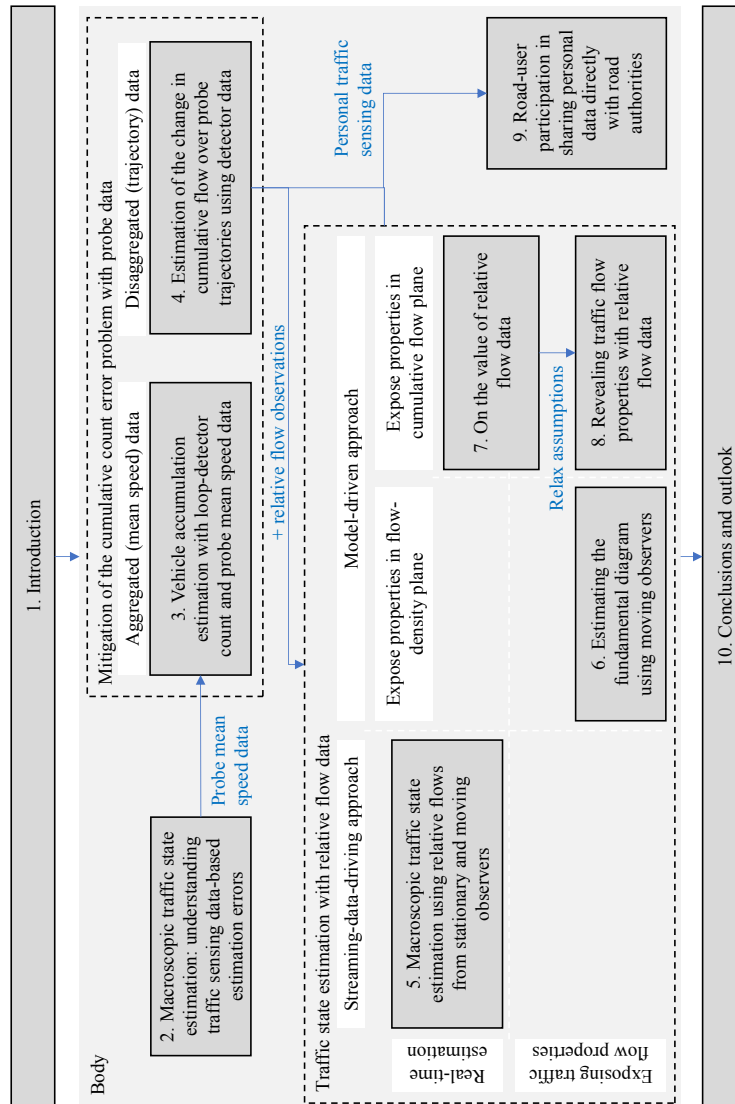 1. Introduction
Body
2. Macroscopic traffic state
estimation: understanding
traffic sensing data-based
estimation errors
Probe mean
speed data
Mitigation of the cumulative count error problem with probe data
Aggregated (mean speed) data
3. Vehicle accumulation
estimation with loop-detector
count and probe mean speed data
Disaggregated (trajectory) data
4. Estimation of the change in
cumulative flow over probe
trajectories using detector data
+ relative flow observations
Personal traffic
sensing data
Traffic state estimation with relative flow data
Streaming-data-driving approach
Model-driven approach
Expose properties in flow-
density plane
Expose properties in
cumulative flow plane
Real-time
estimation
5. Macroscopic traffic state
estimation using relative flows
from stationary and moving
observers
7. On the value of relative
flow data
Relax assumptions
Exposing traffic
flow properties
6. Estimating the
fundamental diagram
using moving observers
8. Revealing traffic flow
properties with relative
flow data
9. Road-user
participation in
sharing personal
data directly
with road
authorities
10. Conclusions and outlook